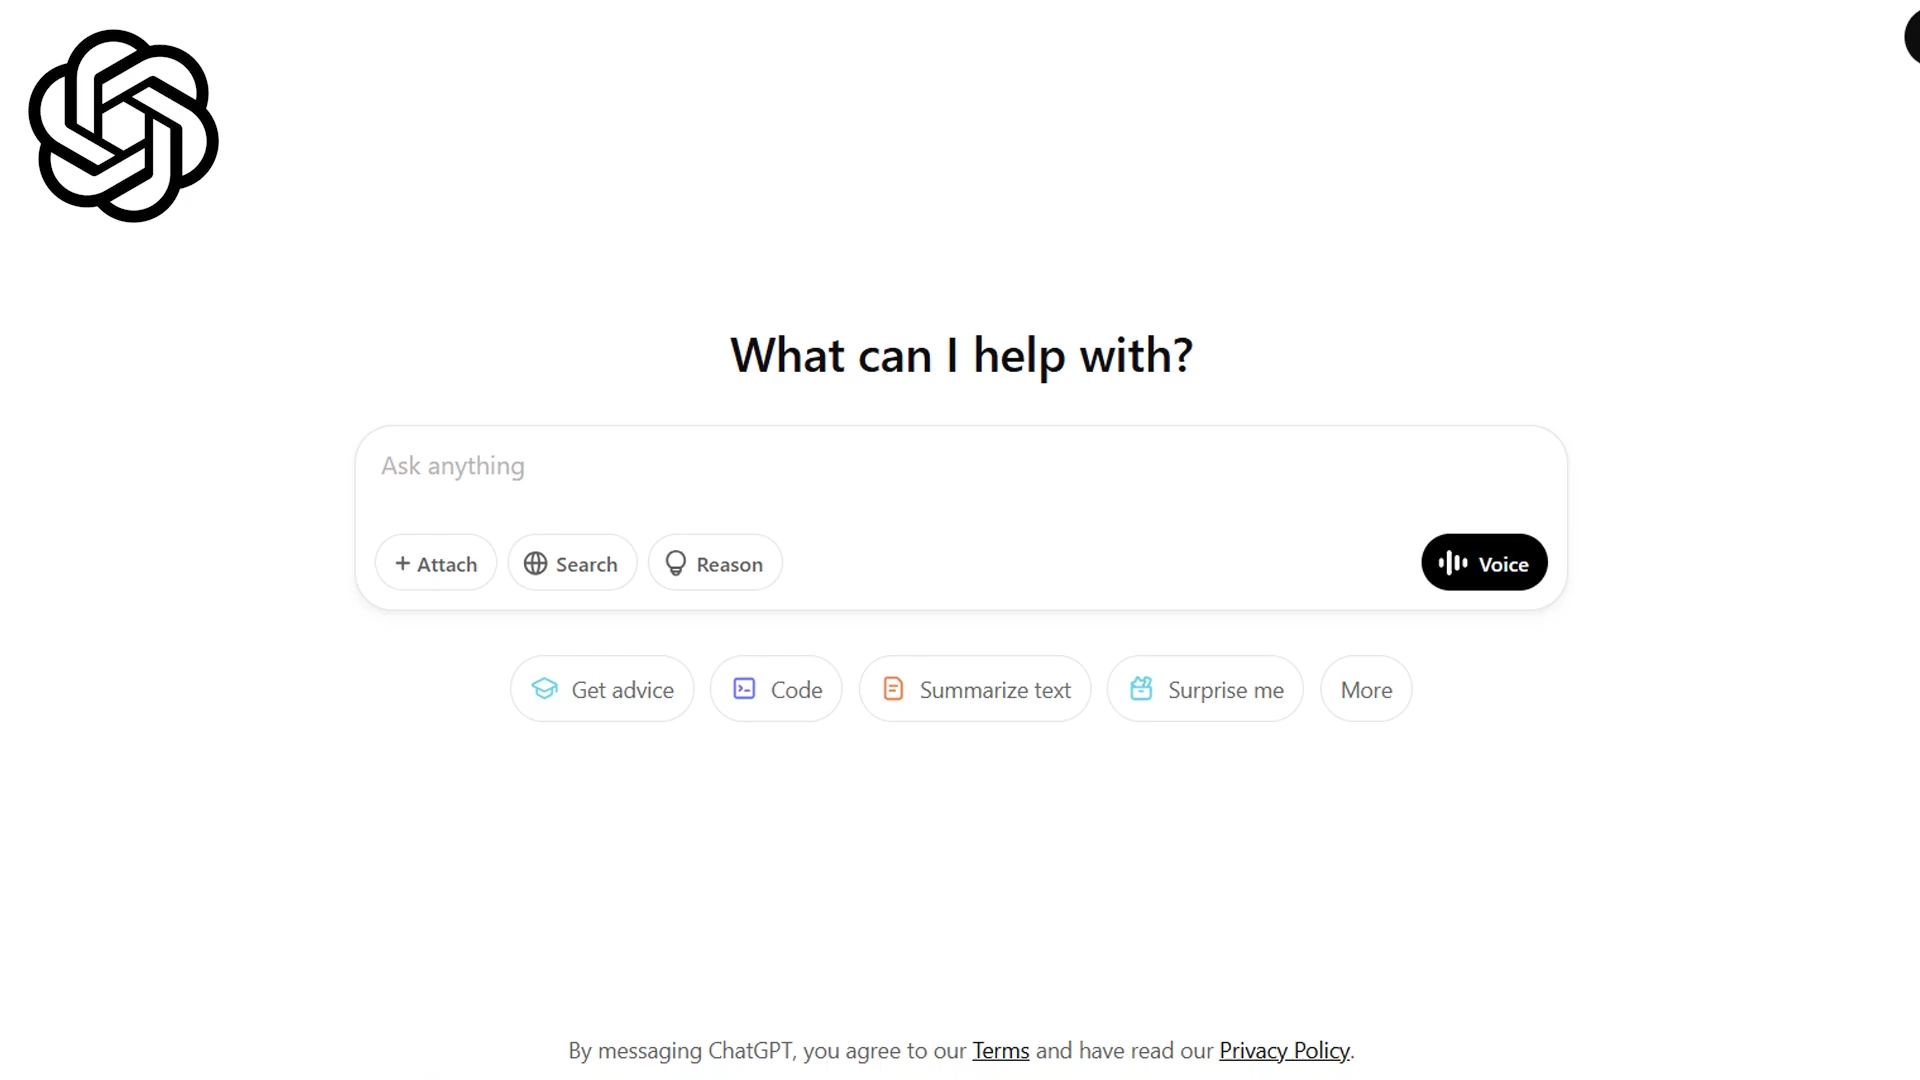 What can I help with?
Ask anything
+ Attach Search Reason Voice
Get advice Code Summarize text Surprise me More
By messaging ChatGPT, you agree to our Terms and have read our Privacy Policy.